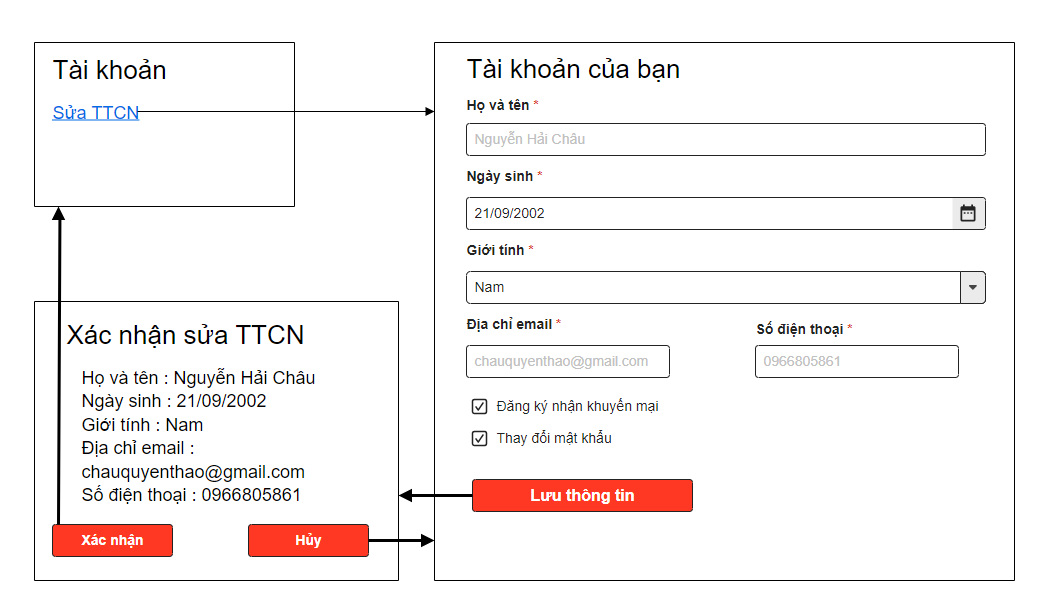 Tài khoản
Sửa TTCN
Tài khoản của bạn
Họ và tên *
Nguyễn Hải Châu
Ngày sinh *
21/09/2002
Giới tính *
Nam
Địa chỉ email *
chauquyenthao@gmail.com
Số điện thoại *
0966805861
Đăng ký nhận khuyến mại
Thay đổi mật khẩu
Lưu thông tin
Xác nhận sửa TTCN
Họ và tên : Nguyễn Hải Châu
Ngày sinh : 21/09/2002
Giới tính : Nam
Địa chỉ email :
chauquyenthao@gmail.com
Số điện thoại : 0966805861
Xác nhận
Hủy